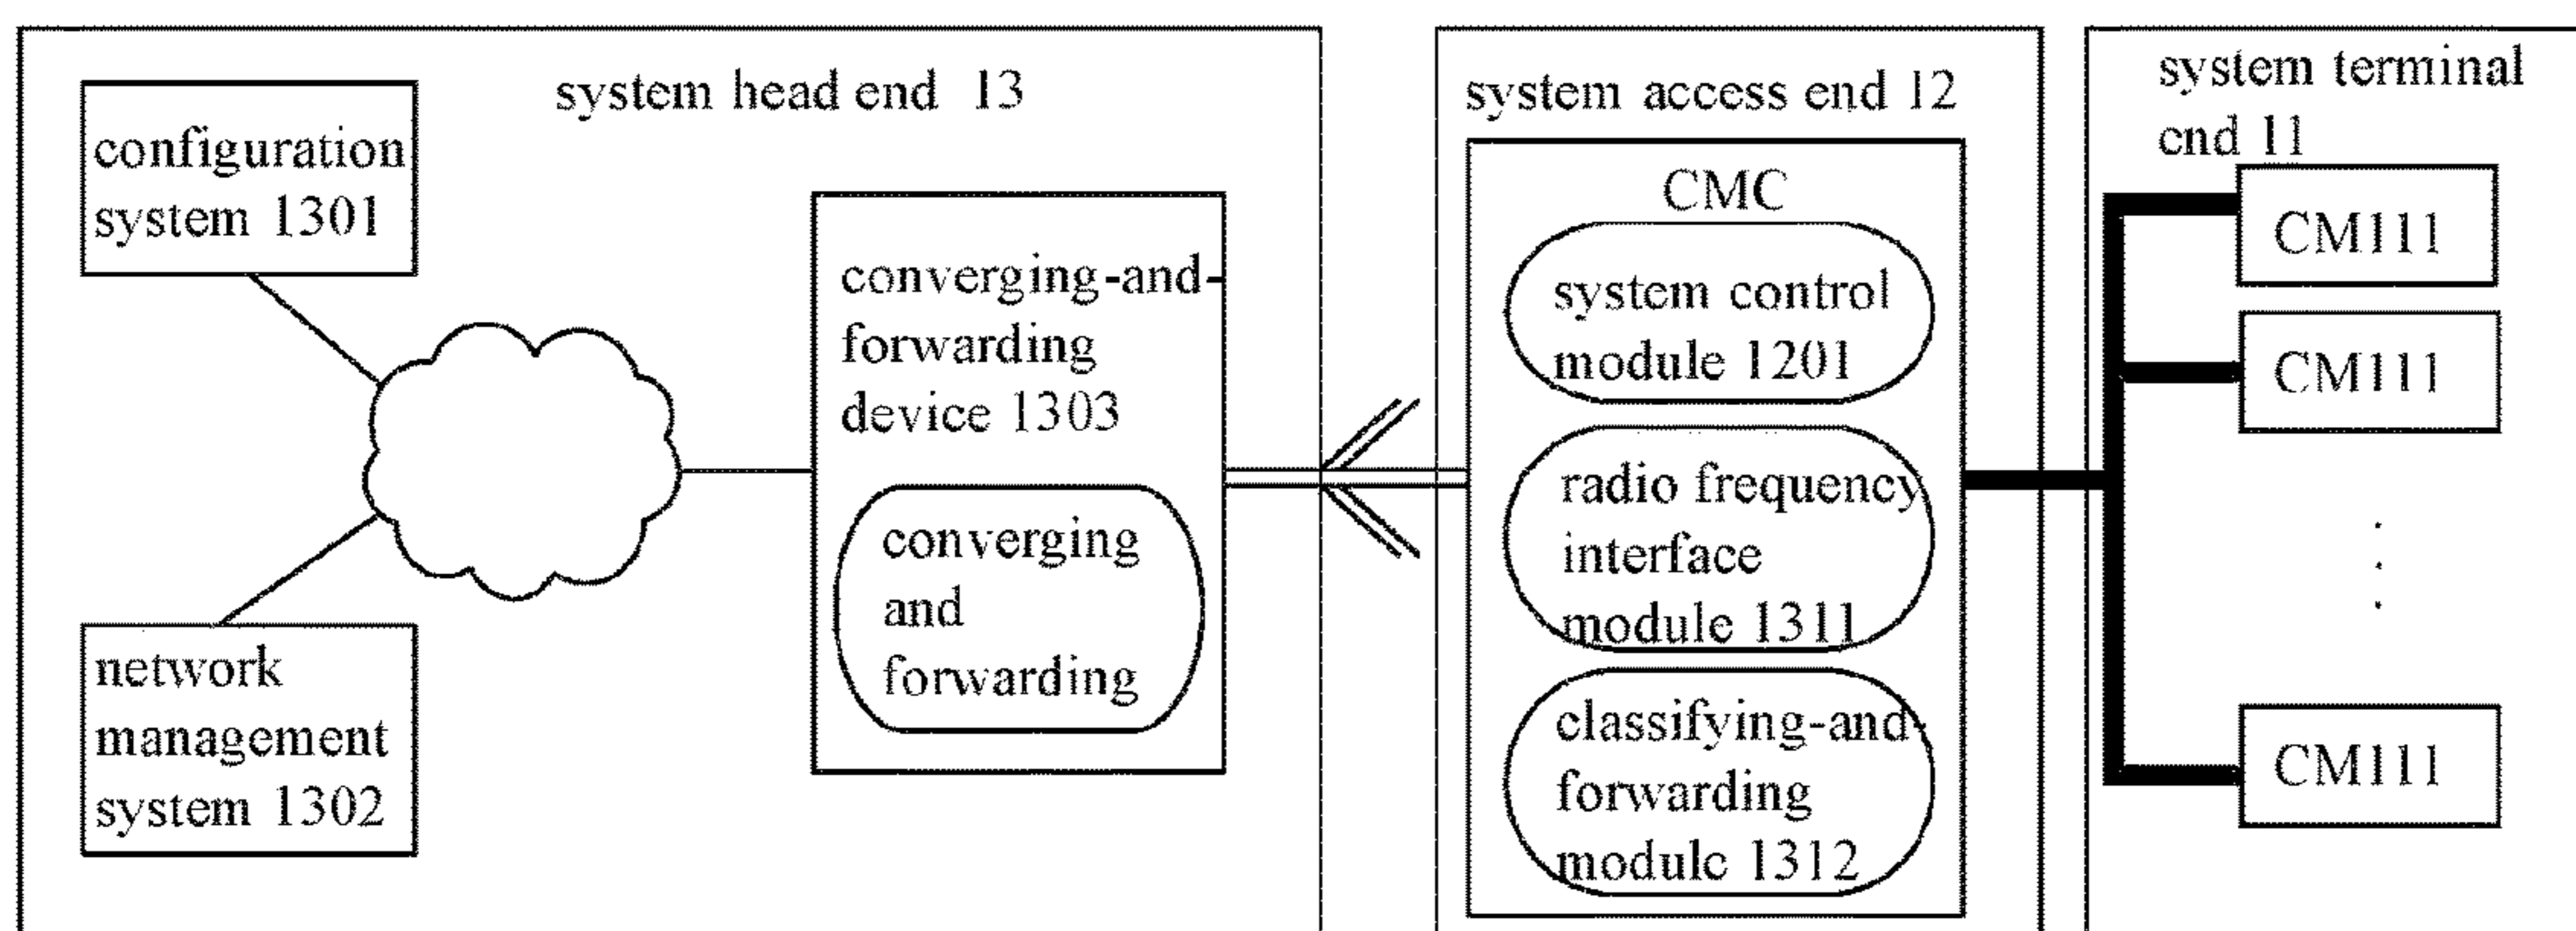 system head end 13
configuration
system 1301
network
management
system 1302
converging-and-
forwarding
device 1303
converging
and
forwarding
system access end 12
CMC
system control
module 1201
radio frequency
interface
module 1311
classifying-and-
forwarding
module 1312
system terminal
end 11
CM111
CM111
CM111